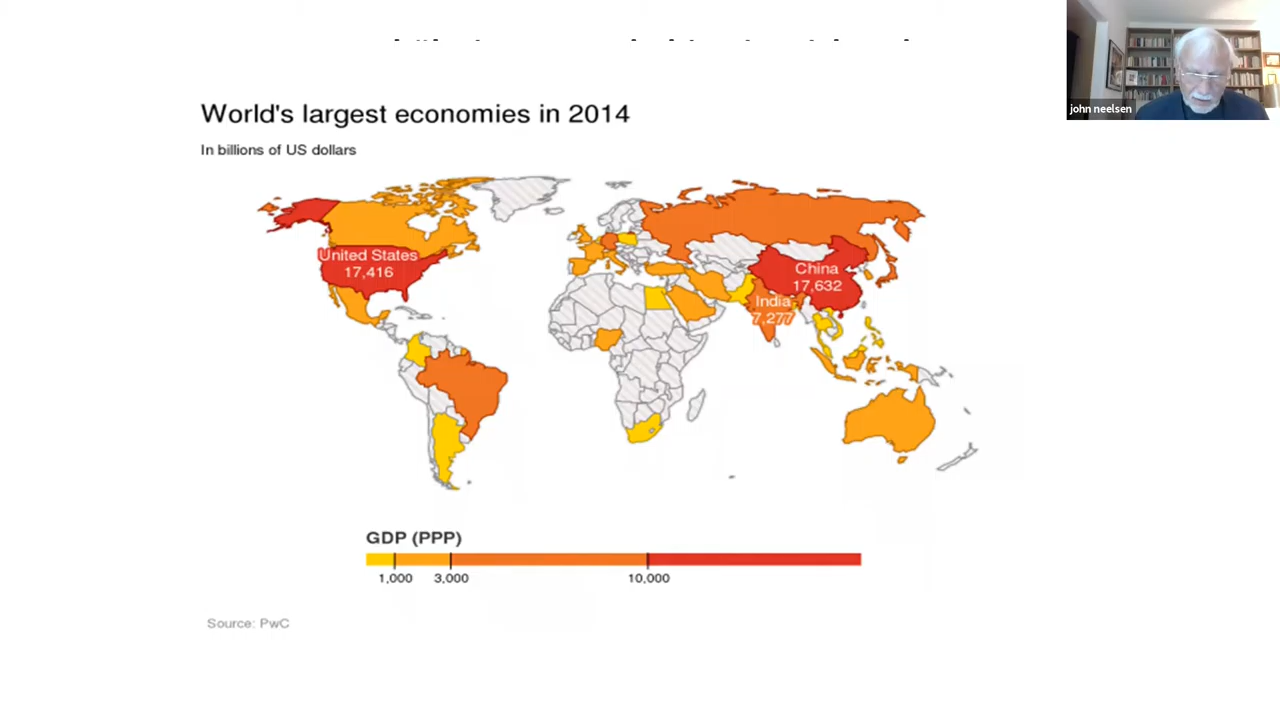 john neelsen
World's largest economies in 2014
In billions of US dollars
United States
17,416
China
17,632
India
7,277
GDP (PPP)
1,000 3,000 10,000
Source: PwC